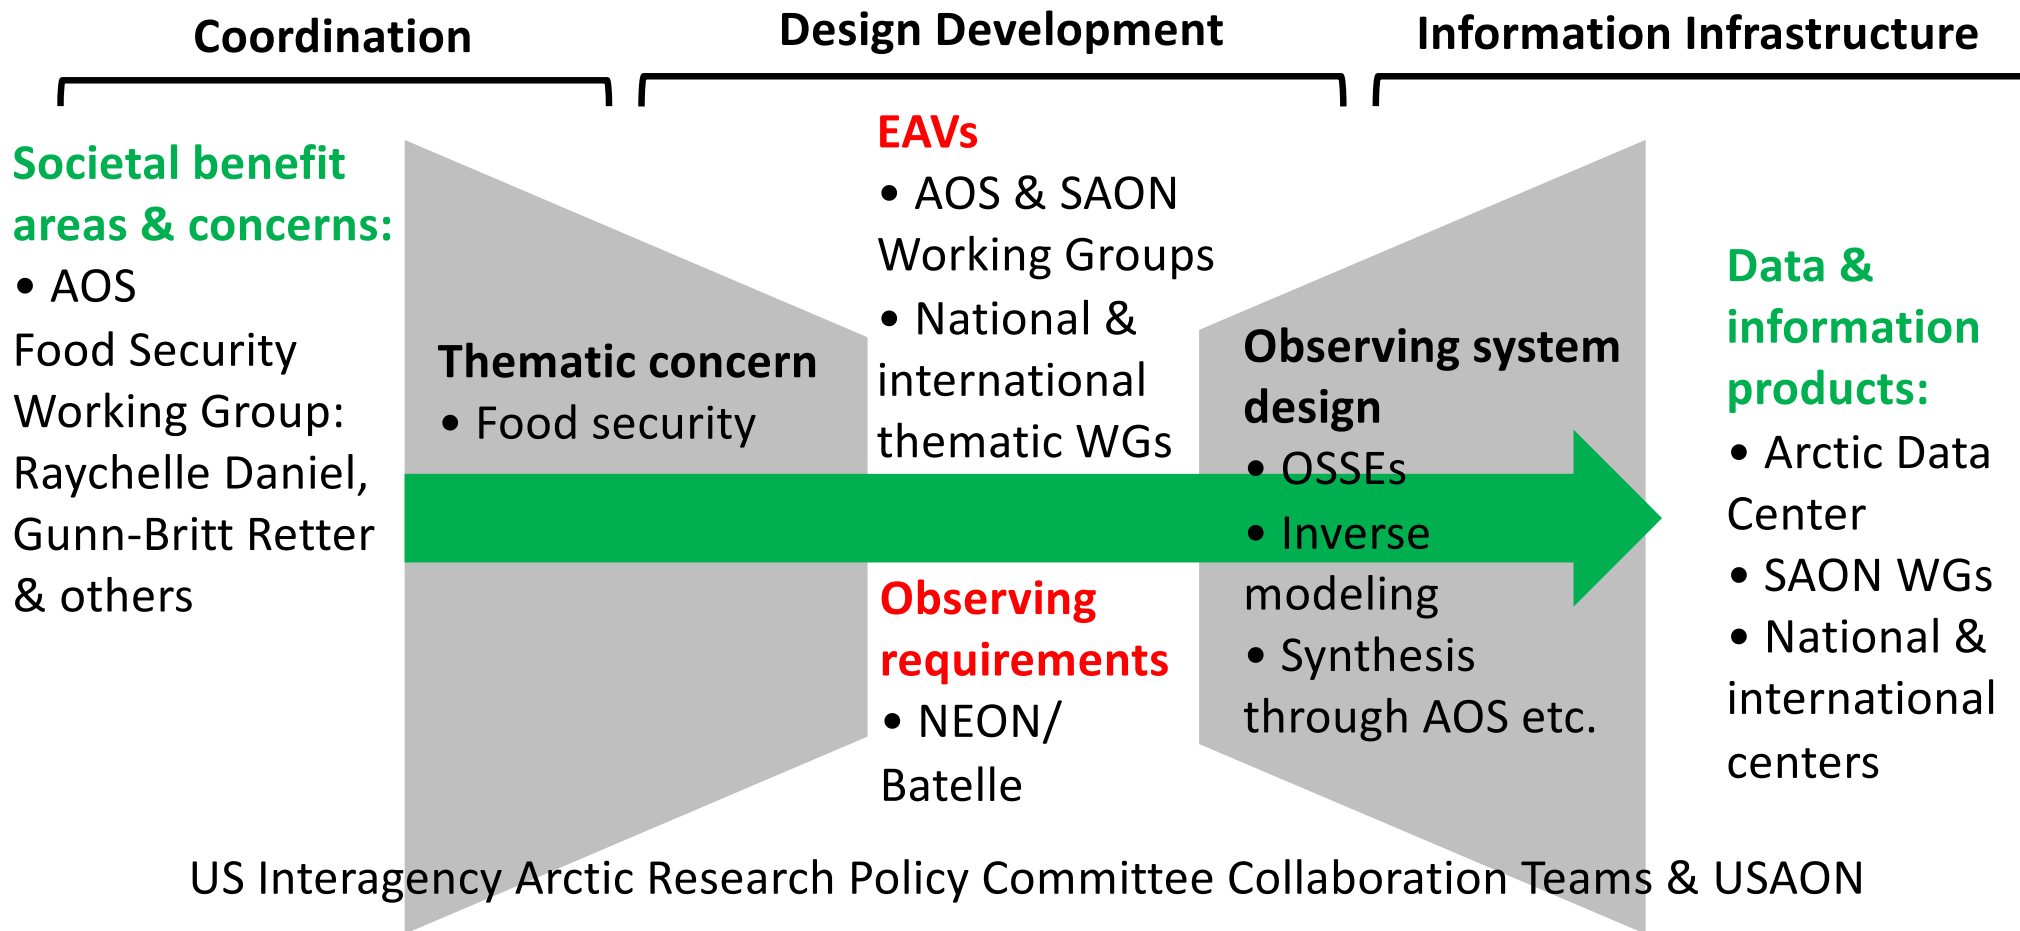 Coordination
Design Development
Information Infrastructure
Societal benefit
areas & concerns:
• AOS
Food Security
Working Group:
Raychelle Daniel,
Gunn-Britt Retter
& others
Thematic concern
• Food security
EAVs
• AOS & SAON
Working Groups
• National &
international
thematic WGs
Observing
requirements
• NEON/
Batelle
Observing system
design
• OSSEs
• Inverse
modeling
• Synthesis
through AOS etc.
Data &
information
products:
• Arctic Data
Center
• SAON WGs
• National &
international
centers
US Interagency Arctic Research Policy Committee Collaboration Teams & USAON